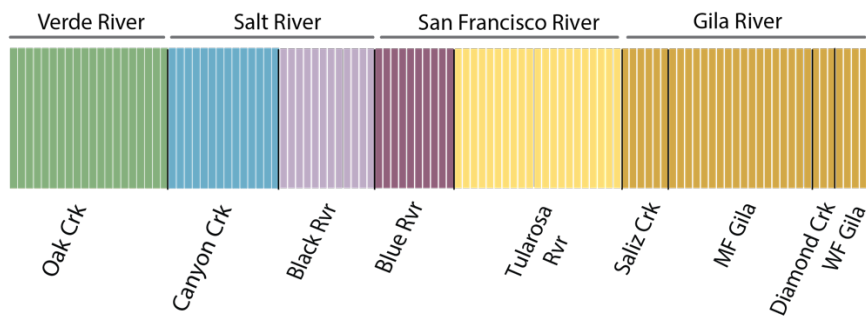 Verde River
Salt River
San Francisco River
Gila River
Oak Crk
Canyon Crk
Black Rvr
Blue Rvr
Tularosa
Rvr
Saliz Crk
MF Gila
Diamond Crk
WF Gila